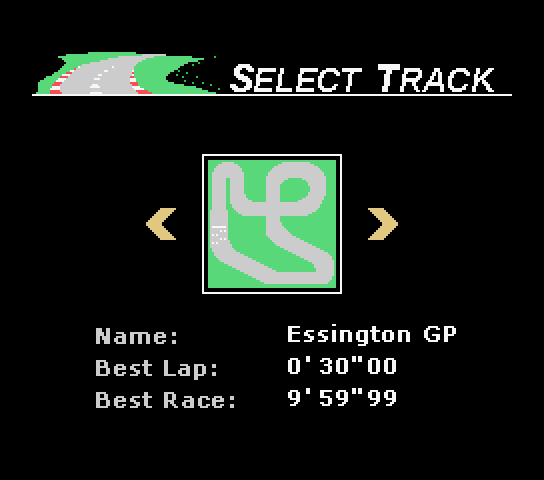 SELECT TRACK
Name: Essington GP
Best Lap: 0'30"00
Best Race: 9'59"99